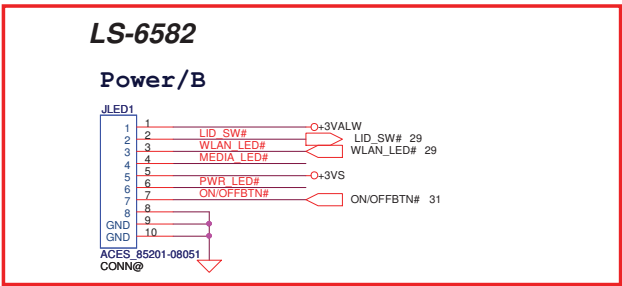 LS-6582
Power/B
JLED1
1 1 +3VALW
2 2 LID_SW# LID_SW# 29
3 3 WLAN_LED# WLAN_LED# 29
4 4 MEDIA_LED#
5 5 +3VS
6 6 PWR_LED#
7 7 ON/OFFBTN# ON/OFFBTN# 31
8 8
GND 9
GND 10
ACES_85201-08051
CONN@